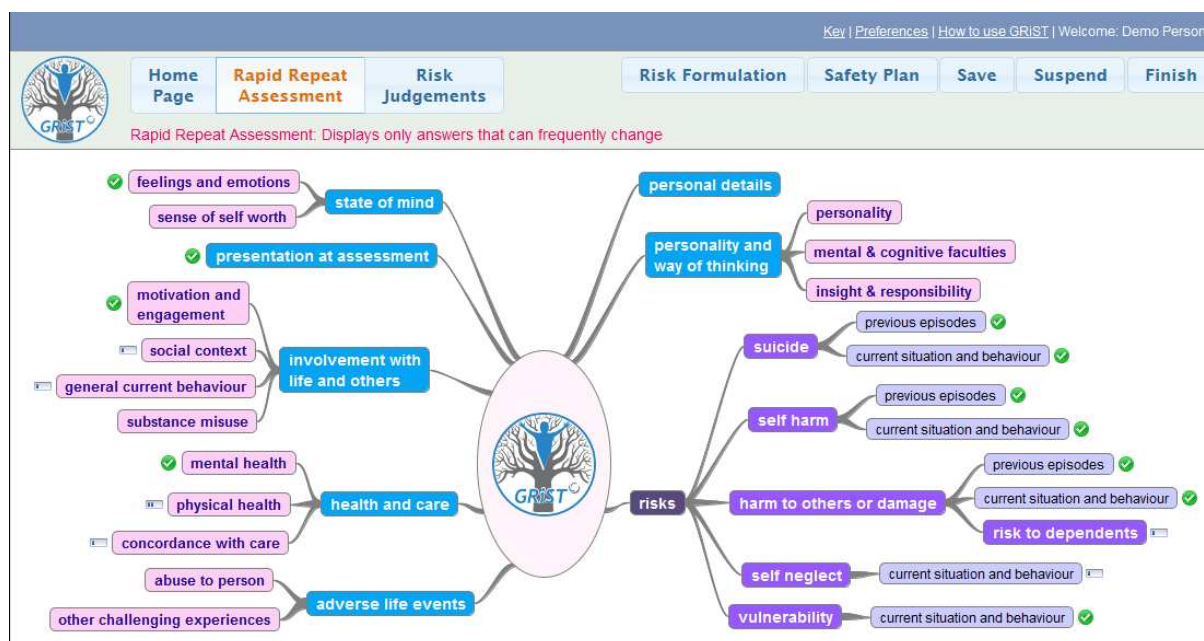 Key | Preferences | How to use GRiST | Welcome: Demo Person
GRiST©
Home
Page
Rapid Repeat
Assessment
Risk
Judgements
Risk Formulation
Safety Plan
Save
Suspend
Finish
Rapid Repeat Assessment: Displays only answers that can frequently change
feelings and emotions
sense of self worth
state of mind
presentation at assessment
motivation and
engagement
social context
general current behaviour
substance misuse
involvement with
life and others
mental health
physical health
concordance with care
health and care
abuse to person
other challenging experiences
adverse life events
GRiST©
personal details
personality and
way of thinking
personality
mental & cognitive faculties
insight & responsibility
risks
suicide
previous episodes
current situation and behaviour
self harm
previous episodes
current situation and behaviour
harm to others or damage
previous episodes
current situation and behaviour
risk to dependents
self neglect
current situation and behaviour
vulnerability
current situation and behaviour